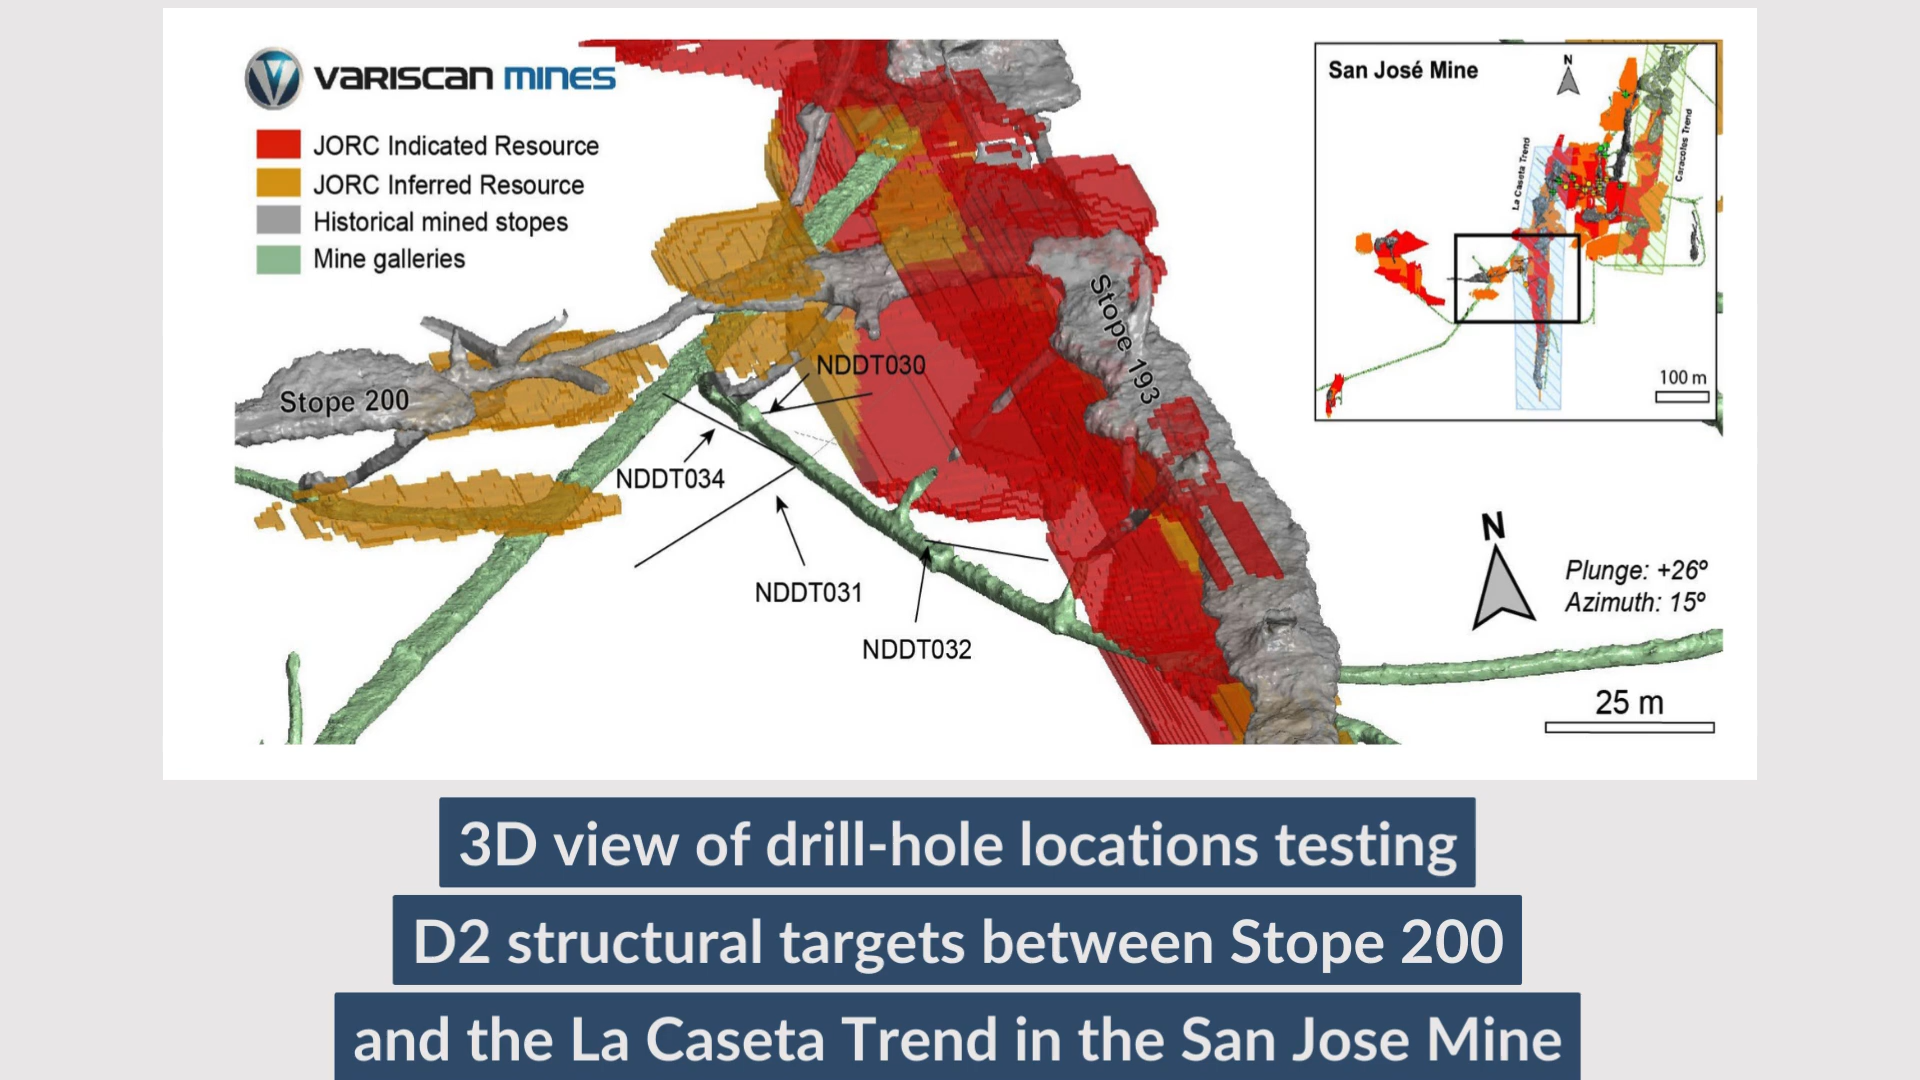 VARISCAN MINES
JORC Indicated Resource
JORC Inferred Resource
Historical mined stopes
Mine galleries
San José Mine
N
La Caseta Trend
Caracoles Trend
100 m
Stope 200
Stope 193
NDDT030
NDDT034
NDDT031
NDDT032
N
Plunge: +26º
Azimuth: 15º
25 m
3D view of drill-hole locations testing
D2 structural targets between Stope 200
and the La Caseta Trend in the San Jose Mine